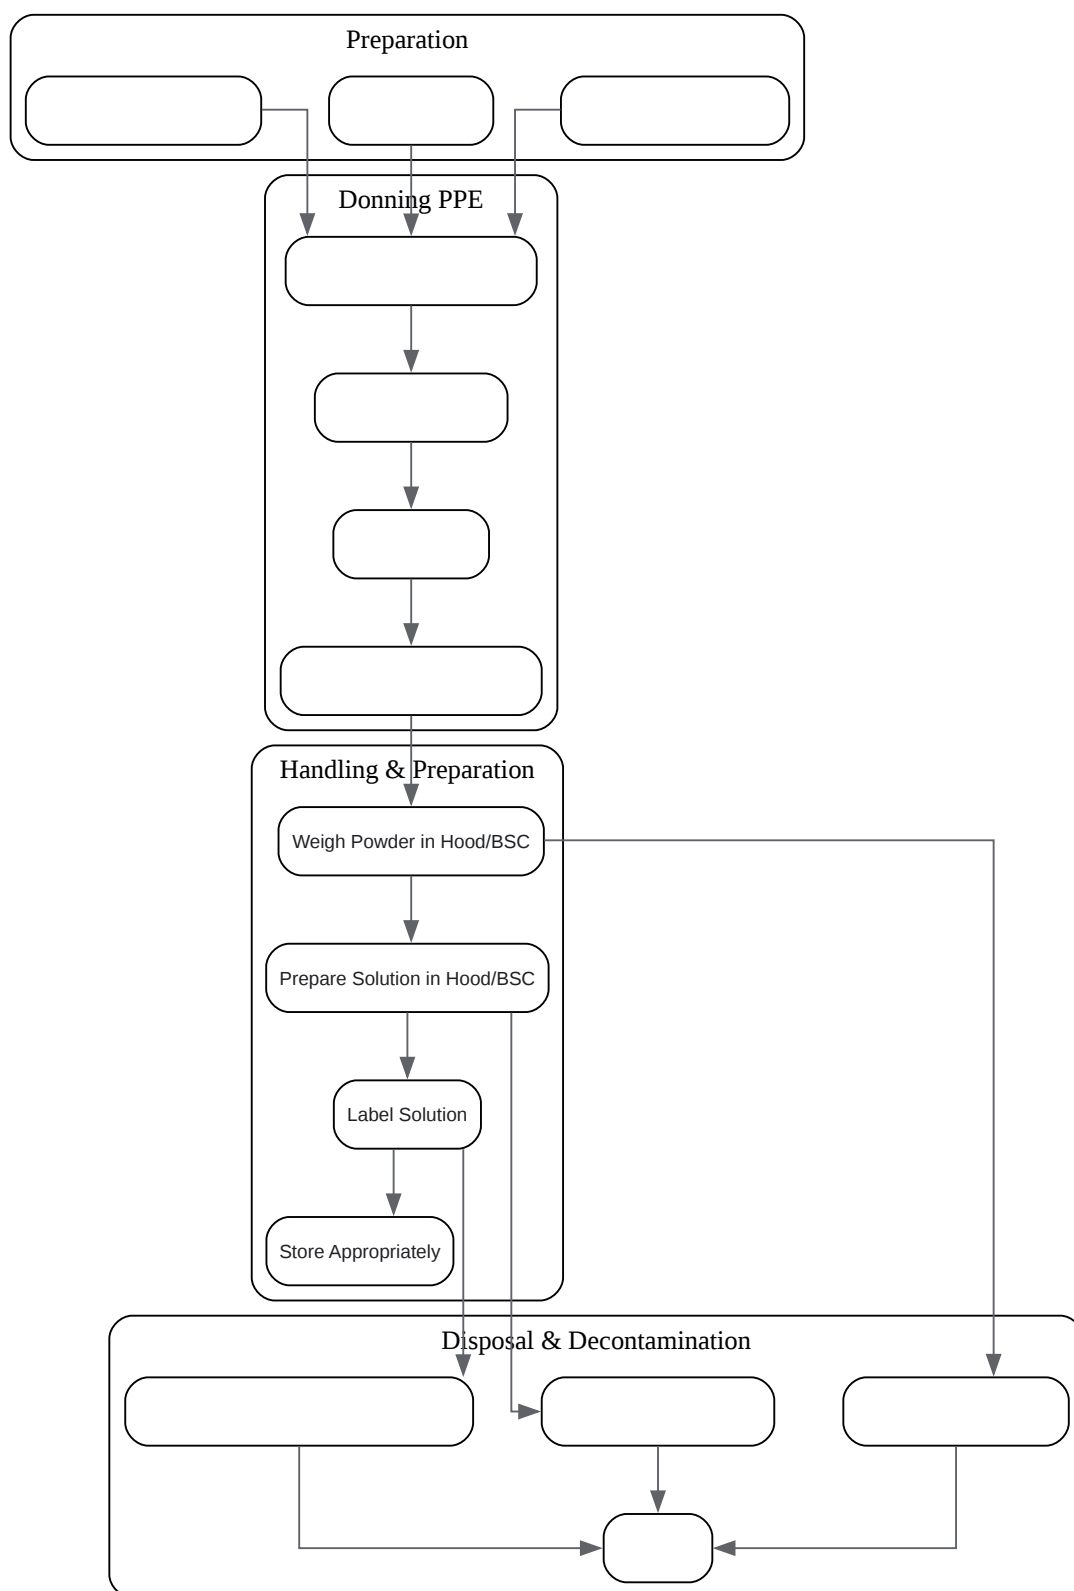 Preparation
Donning PPE
Handling & Preparation
Weigh Powder in Hood/BSC
Prepare Solution in Hood/BSC
Label Solution
Store Appropriately
Disposal & Decontamination